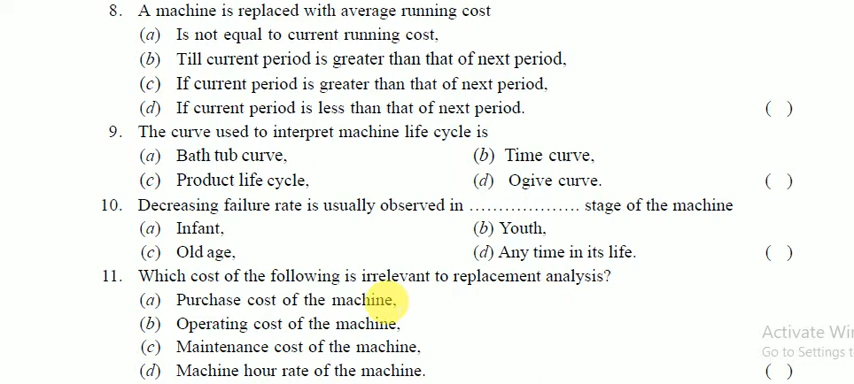 8. A machine is replaced with average running cost
(a) Is not equal to current running cost,
(b) Till current period is greater than that of next period,
(c) If current period is greater than that of next period,
(d) If current period is less than that of next period. ( )
9. The curve used to interpret machine life cycle is
(a) Bath tub curve, (b) Time curve,
(c) Product life cycle, (d) Ogive curve. ( )
10. Decreasing failure rate is usually observed in ................... stage of the machine
(a) Infant, (b) Youth,
(c) Old age, (d) Any time in its life. ( )
11. Which cost of the following is irrelevant to replacement analysis?
(a) Purchase cost of the machine,
(b) Operating cost of the machine,
(c) Maintenance cost of the machine,
(d) Machine hour rate of the machine. ( )
Activate Wi
Go to Settings t